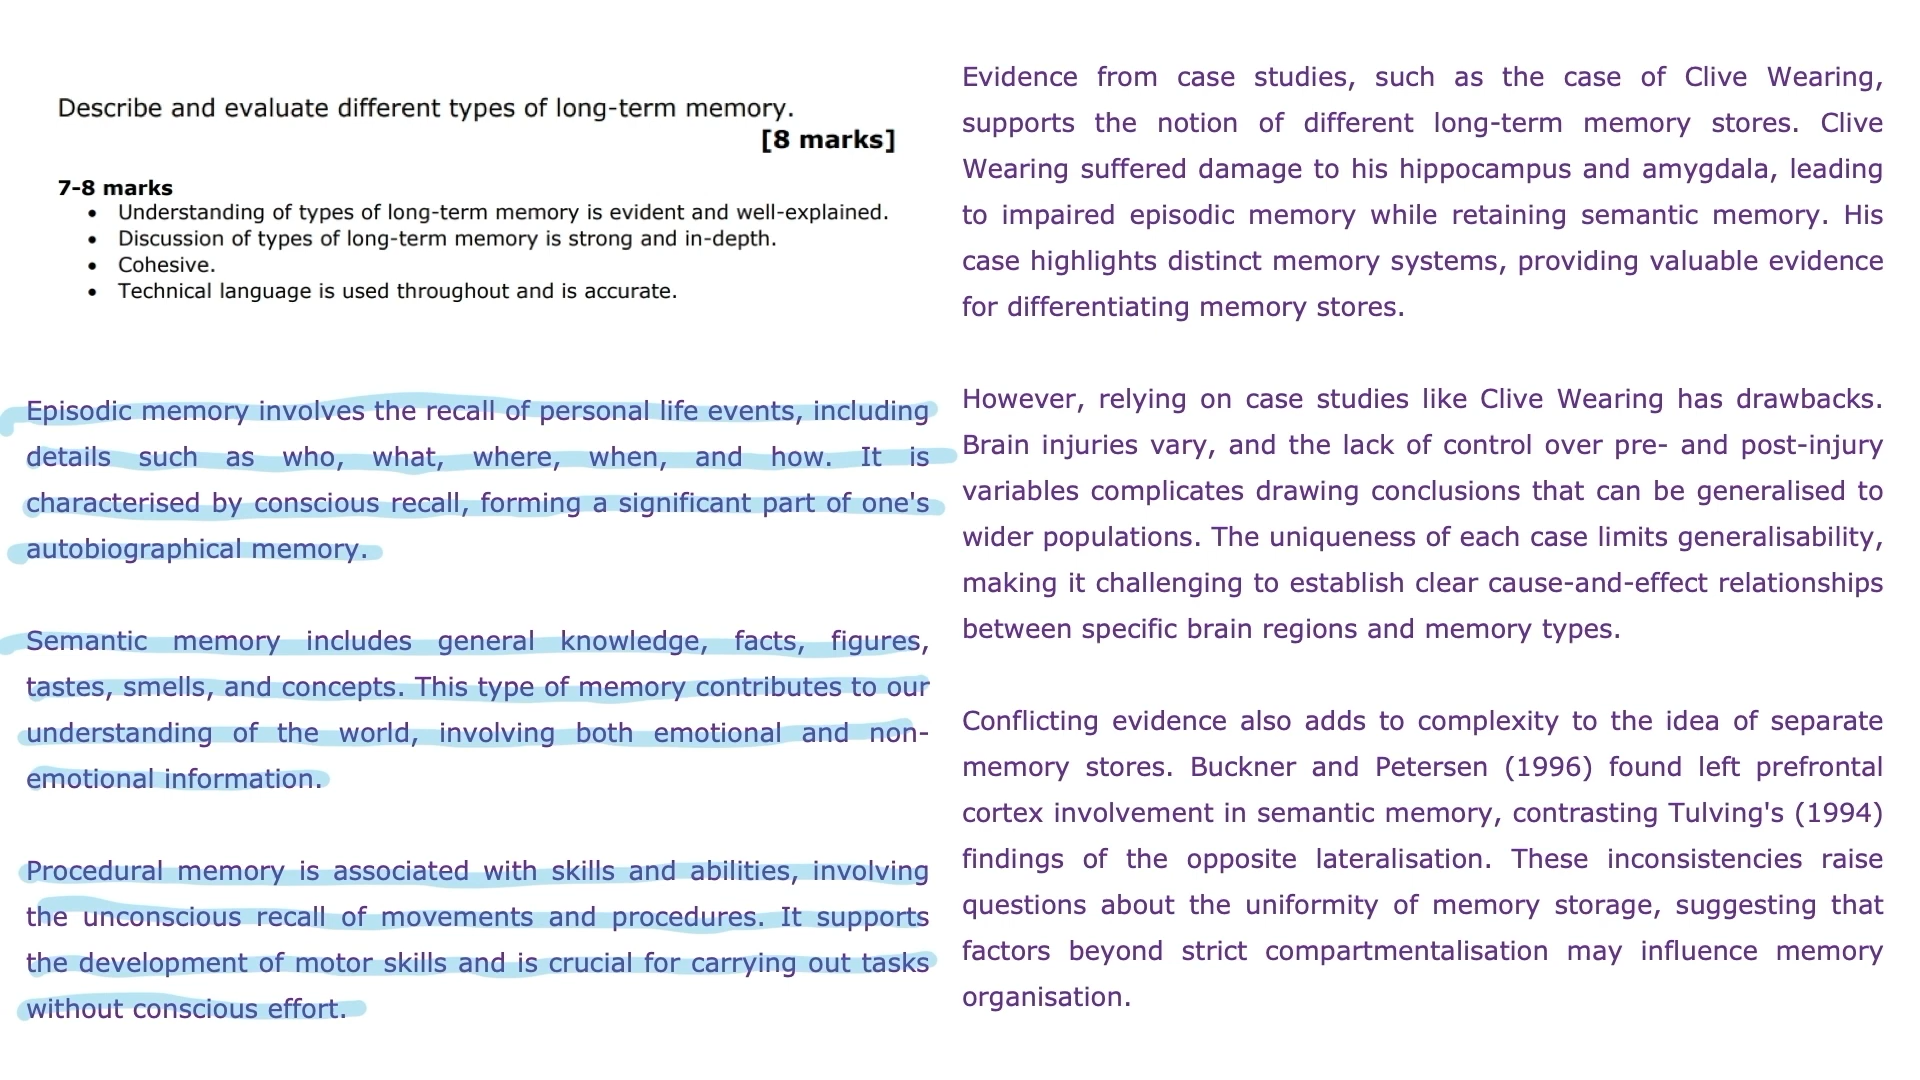 Describe and evaluate different types of long-term memory.
[8 marks]
7-8 marks
• Understanding of types of long-term memory is evident and well-explained.
• Discussion of types of long-term memory is strong and in-depth.
• Cohesive.
• Technical language is used throughout and is accurate.
Episodic memory involves the recall of personal life events, including
details such as who, what, where, when, and how. It is
characterised by conscious recall, forming a significant part of one's
autobiographical memory.
Semantic memory includes general knowledge, facts, figures,
tastes, smells, and concepts. This type of memory contributes to our
understanding of the world, involving both emotional and non-
emotional information.
Procedural memory is associated with skills and abilities, involving
the unconscious recall of movements and procedures. It supports
the development of motor skills and is crucial for carrying out tasks
without conscious effort.
Evidence from case studies, such as the case of Clive Wearing,
supports the notion of different long-term memory stores. Clive
Wearing suffered damage to his hippocampus and amygdala, leading
to impaired episodic memory while retaining semantic memory. His
case highlights distinct memory systems, providing valuable evidence
for differentiating memory stores.
However, relying on case studies like Clive Wearing has drawbacks.
Brain injuries vary, and the lack of control over pre- and post-injury
variables complicates drawing conclusions that can be generalised to
wider populations. The uniqueness of each case limits generalisability,
making it challenging to establish clear cause-and-effect relationships
between specific brain regions and memory types.
Conflicting evidence also adds to complexity to the idea of separate
memory stores. Buckner and Petersen (1996) found left prefrontal
cortex involvement in semantic memory, contrasting Tulving's (1994)
findings of the opposite lateralisation. These inconsistencies raise
questions about the uniformity of memory storage, suggesting that
factors beyond strict compartmentalisation may influence memory
organisation.